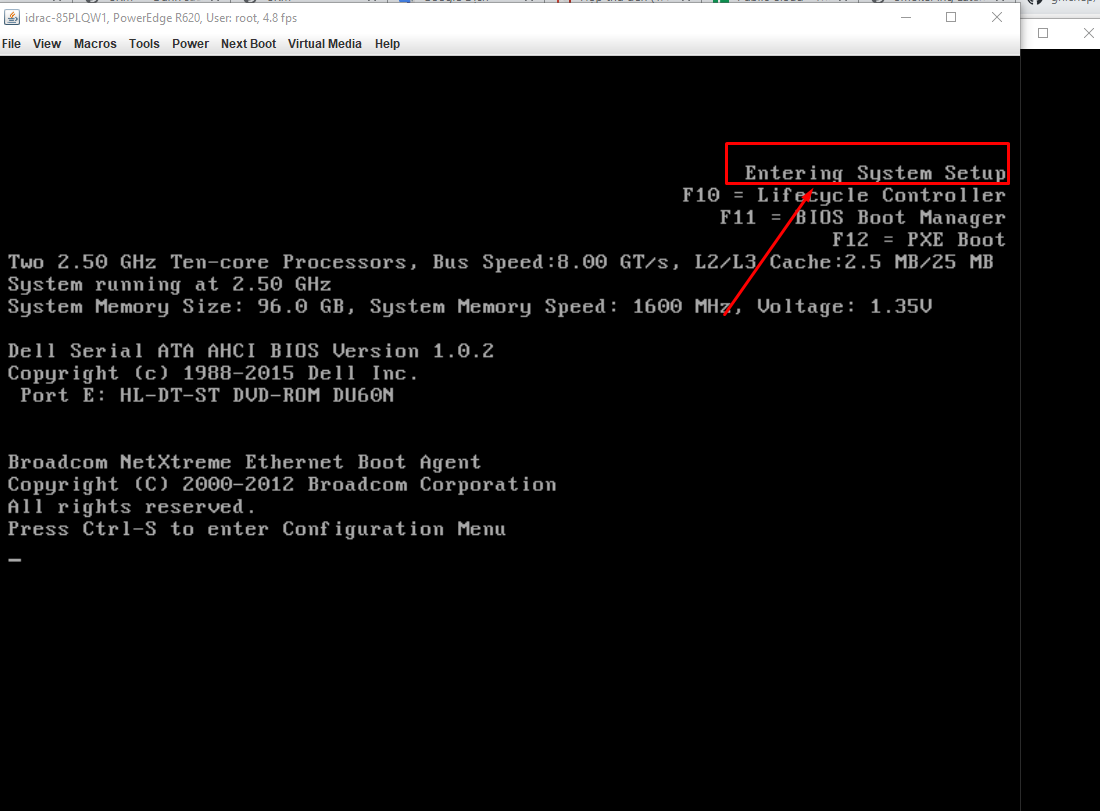 idrac-85PLQW1, PowerEdge R620, User: root, 4.8 fps
File View Macros Tools Power Next Boot Virtual Media Help
Entering System Setup
F10 = Lifecycle Controller
F11 = BIOS Boot Manager
F12 = PXE Boot
Two 2.50 GHz Ten-core Processors, Bus Speed:8.00 GT/s, L2/L3 Cache:2.5 MB/25 MB
System running at 2.50 GHz
System Memory Size: 96.0 GB, System Memory Speed: 1600 MHz, Voltage: 1.35V
Dell Serial ATA AHCI BIOS Version 1.0.2
Copyright (c) 1988-2015 Dell Inc.
Port E: HL-DT-ST DVD-ROM DU60N
Broadcom NetXtreme Ethernet Boot Agent
Copyright (C) 2000-2012 Broadcom Corporation
All rights reserved.
Press Ctrl-S to enter Configuration Menu